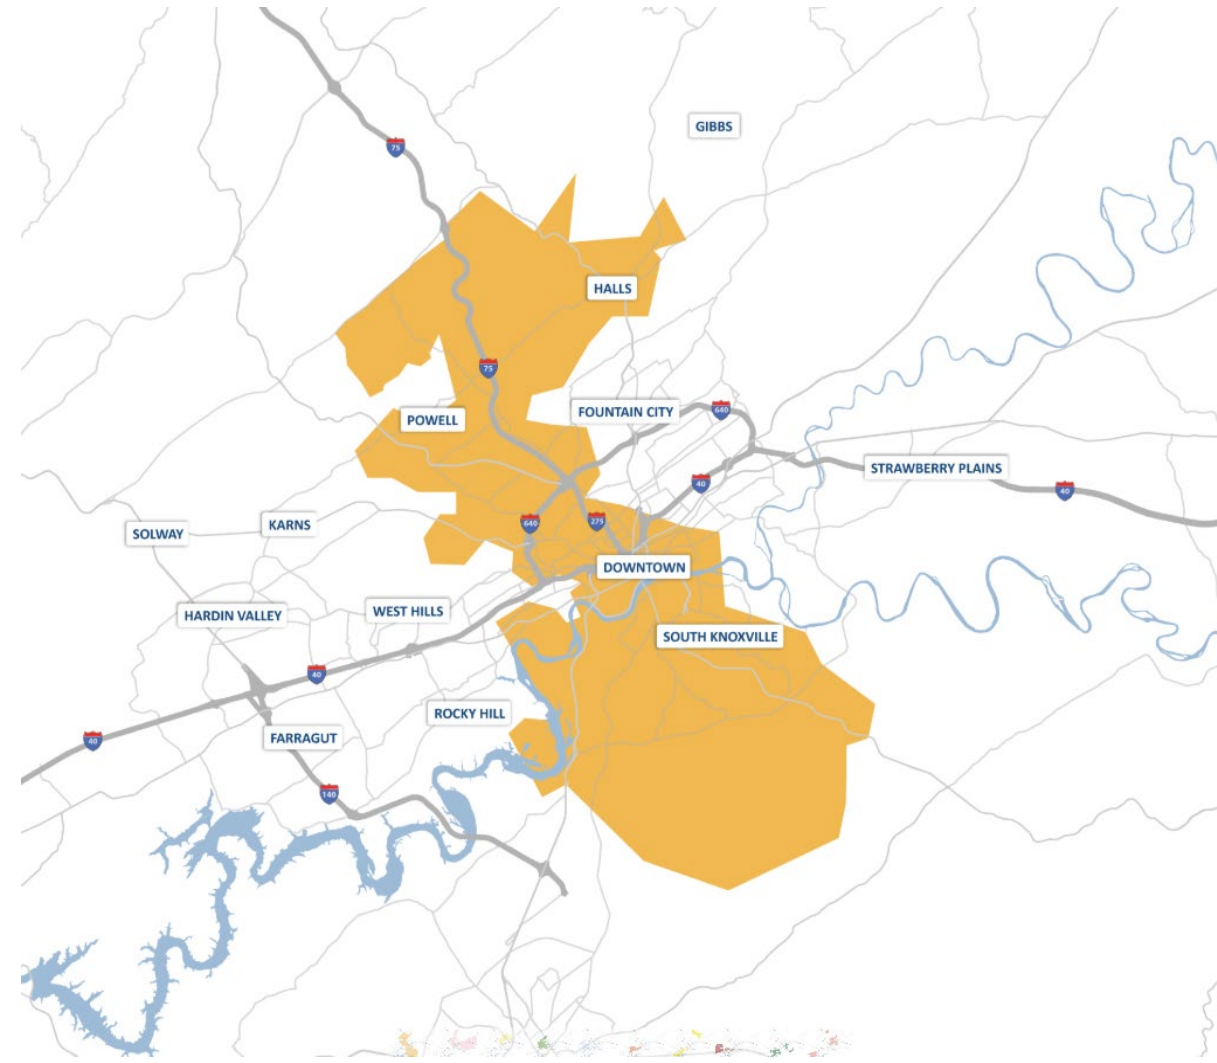 GIBBS
75
HALLS
75
POWELL
FOUNTAIN CITY
640
STRAWBERRY PLAINS
40
40
SOLWAY
KARNS
640
275
DOWNTOWN
HARDIN VALLEY
WEST HILLS
SOUTH KNOXVILLE
40
ROCKY HILL
40
FARRAGUT
140